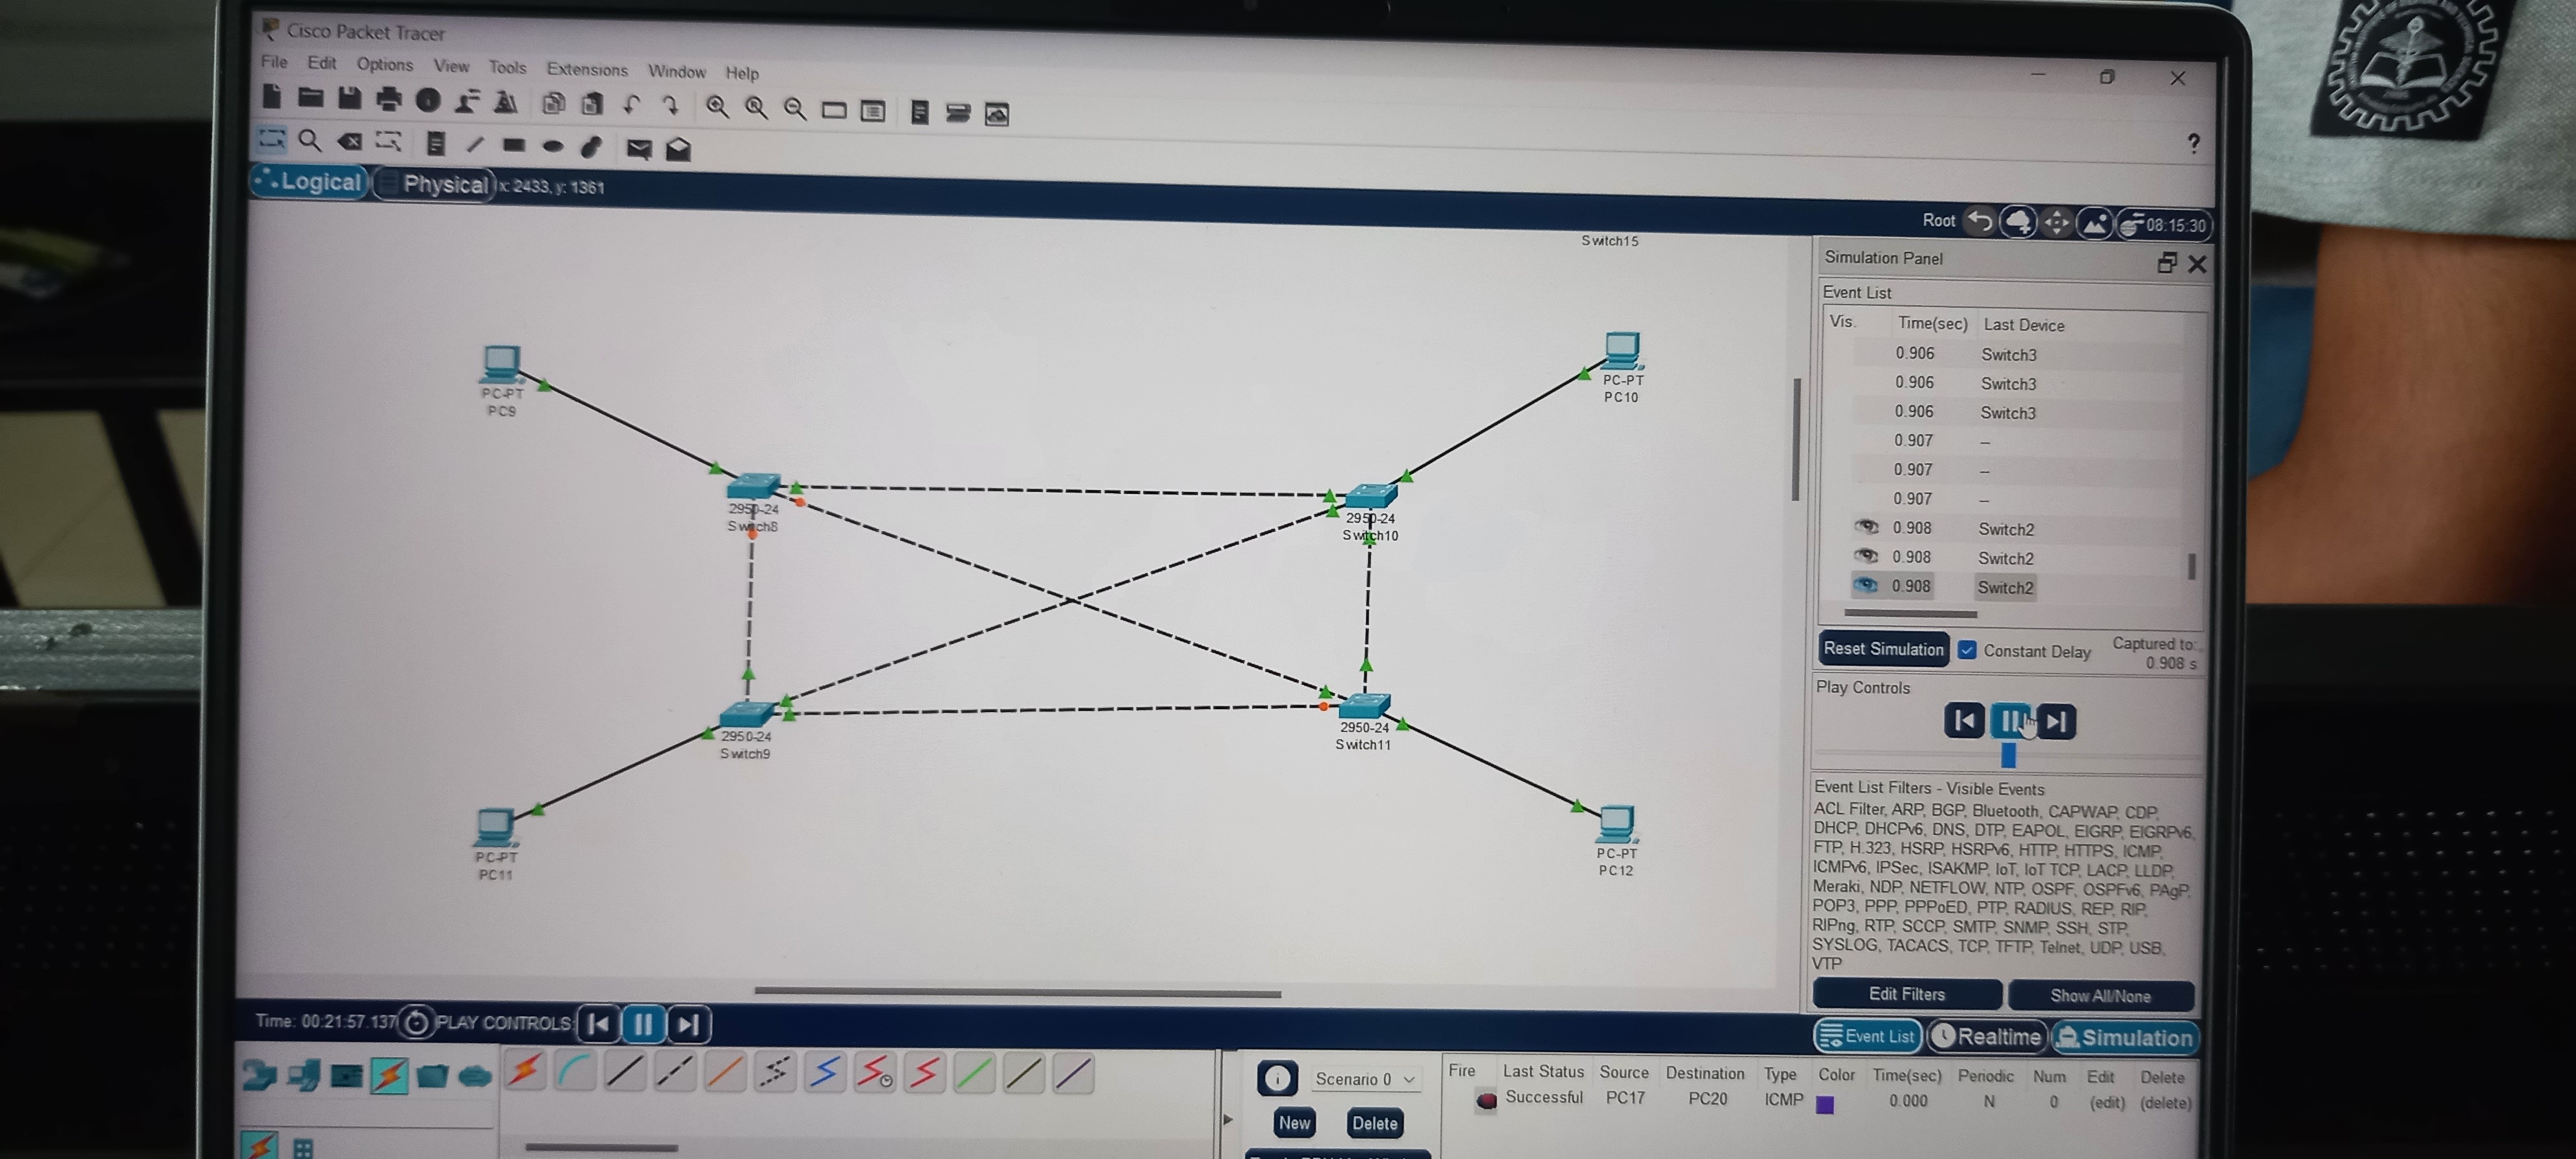 Cisco Packet Tracer
File Edit Options View Tools Extensions Window Help
?
Logical Physical x: 2433, y: 1361
Root 08:15:30
Switch15
PC-PT
PC9
PC-PT
PC10
2950-24
Switch8
2950-24
Switch10
2950-24
Switch9
2950-24
Switch11
PC-PT
PC11
PC-PT
PC12
Simulation Panel
Event List
Vis. Time(sec) Last Device
0.906 Switch3
0.906 Switch3
0.906 Switch3
0.907 –
0.907 –
0.907 –
0.908 Switch2
0.908 Switch2
0.908 Switch2
Reset Simulation Constant Delay Captured to:
0.908 s
Play Controls
Event List Filters - Visible Events
ACL Filter, ARP, BGP, Bluetooth, CAPWAP, CDP,
DHCP, DHCPv6, DNS, DTP, EAPOL, EIGRP, EIGRPv6,
FTP, H.323, HSRP, HSRPv6, HTTP, HTTPS, ICMP,
ICMPv6, IPSec, ISAKMP, IoT, IoT TCP, LACP, LLDP,
Meraki, NDP, NETFLOW, NTP, OSPF, OSPFv6, PAgP,
POP3, PPP, PPPoED, PTP, RADIUS, REP, RIP,
RIPng, RTP, SCCP, SMTP, SNMP, SSH, STP,
SYSLOG, TACACS, TCP, TFTP, Telnet, UDP, USB,
VTP
Edit Filters Show All/None
Time: 00:21:57.137 PLAY CONTROLS:
Event List Realtime Simulation
Scenario 0
New Delete
Fire Last Status Source Destination Type Color Time(sec) Periodic Num Edit Delete
Successful PC17 PC20 ICMP 0.000 N 0 (edit) (delete)